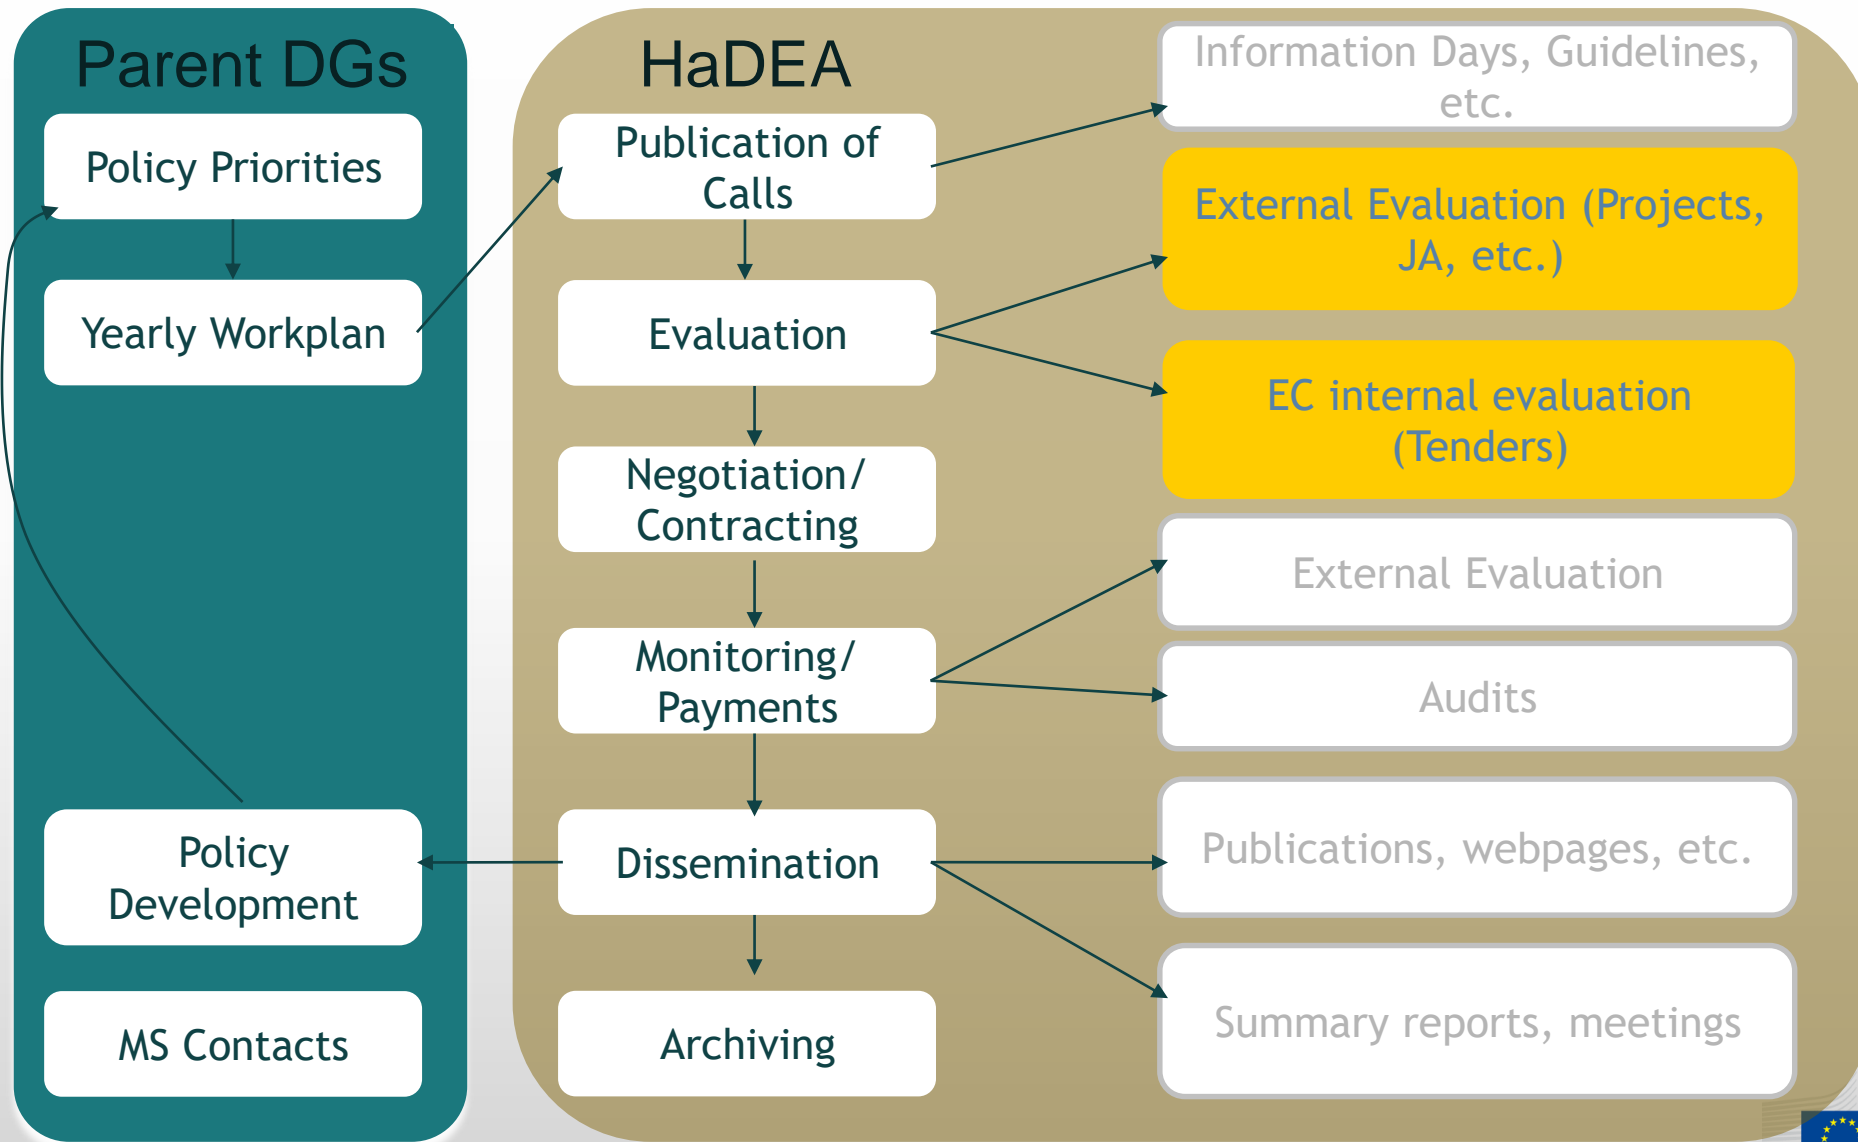 Parent DGs
Policy Priorities
Yearly Workplan
Policy
Development
MS Contacts
HaDEA
Publication of
Calls
Evaluation
Negotiation/
Contracting
Monitoring/
Payments
Dissemination
Archiving
Information Days, Guidelines,
etc.
External Evaluation (Projects,
JA, etc.)
EC internal evaluation
(Tenders)
External Evaluation
Audits
Publications, webpages, etc.
Summary reports, meetings